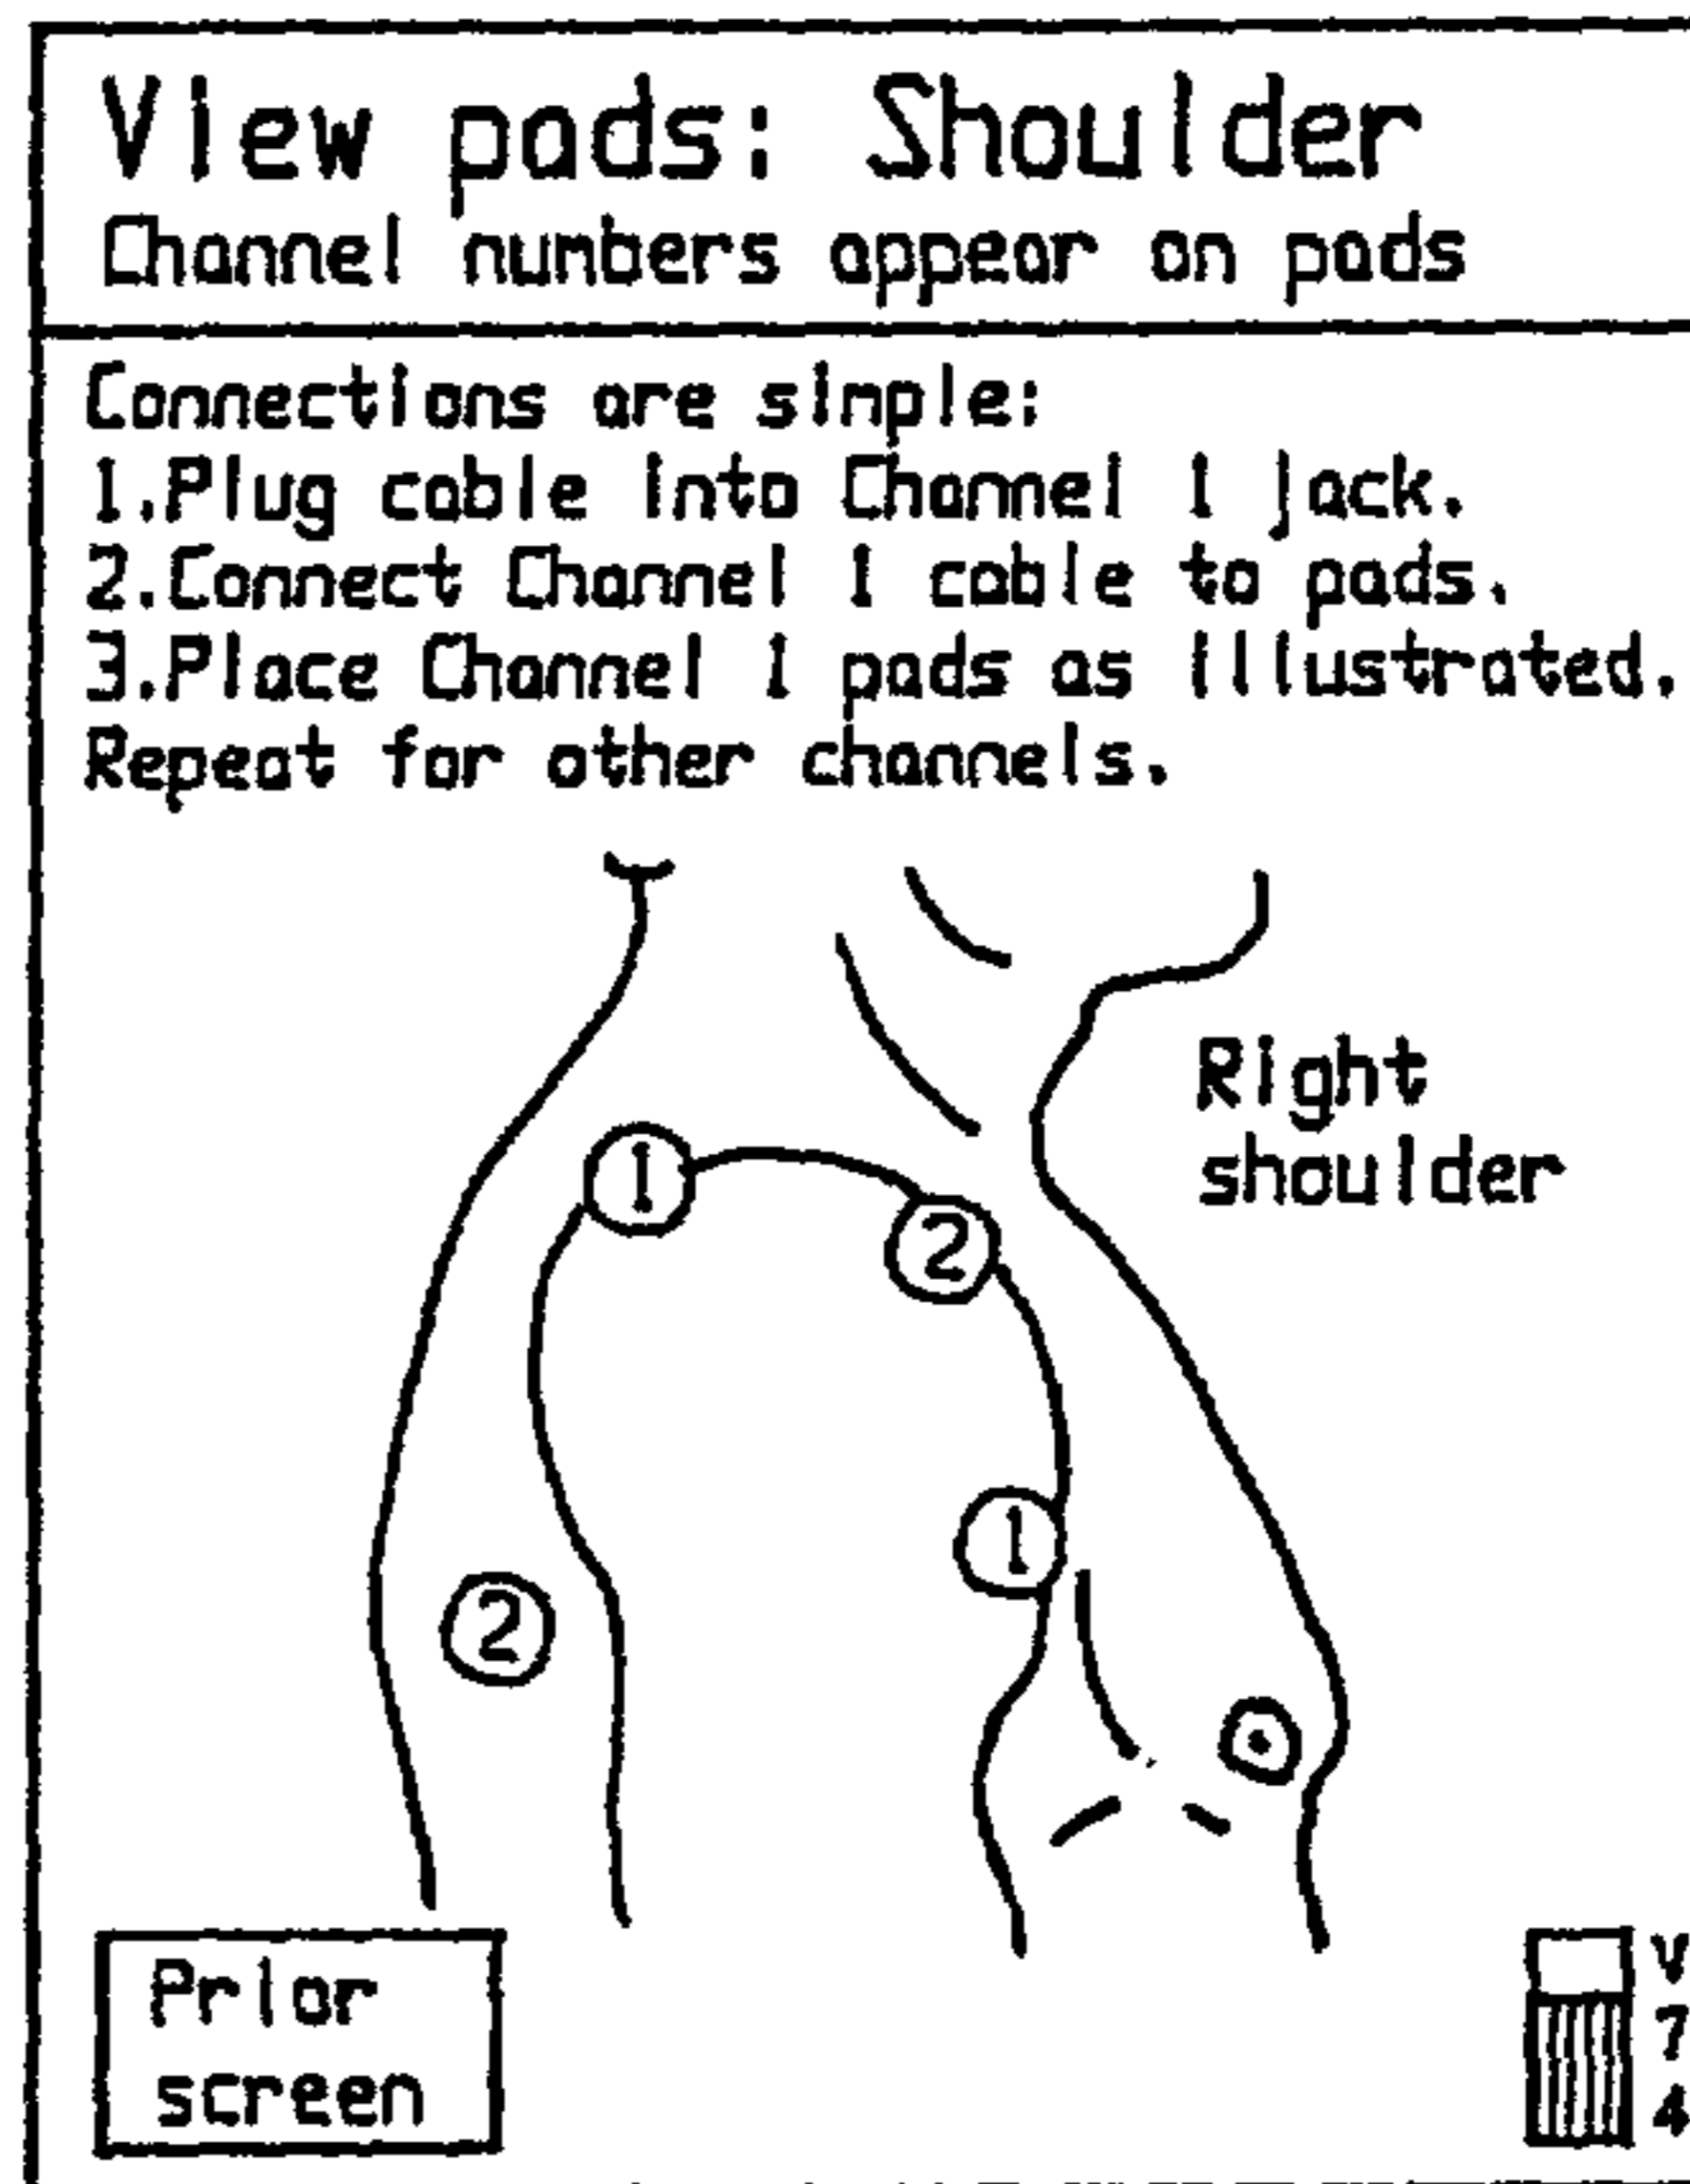 View pads: Shoulder
Channel numbers appear on pads
Connections are simple:
1.Plug cable into Channel 1 jack.
2.Connect Channel 1 cable to pads.
3.Place Channel 1 pads as illustrated.
Repeat for other channels.
Right
shoulder
1
2
1
2
Prior
screen
V
7
4